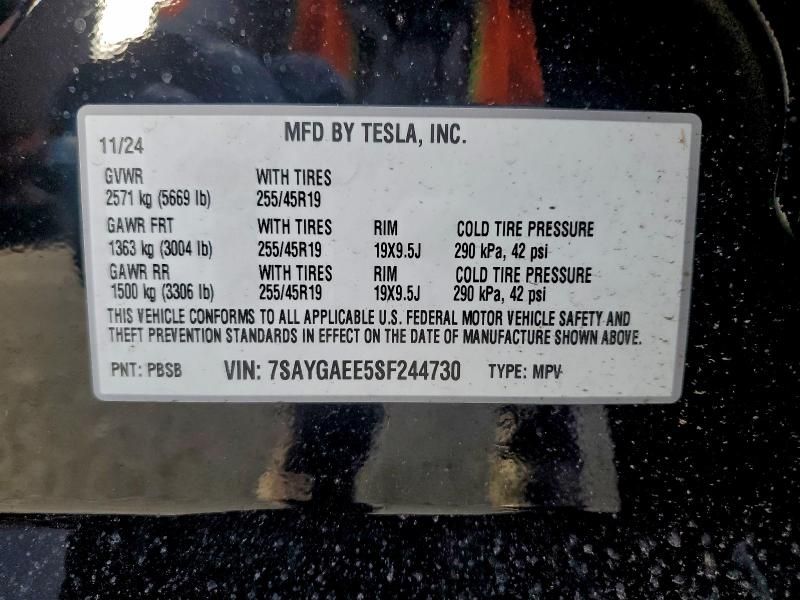 MFD BY TESLA, INC.
11/24
GVWR WITH TIRES
2571 kg (5669 lb) 255/45R19
GAWR FRT WITH TIRES RIM COLD TIRE PRESSURE
1363 kg (3004 lb) 255/45R19 19X9.5J 290 kPa, 42 psi
GAWR RR WITH TIRES RIM COLD TIRE PRESSURE
1500 kg (3306 lb) 255/45R19 19X9.5J 290 kPa, 42 psi
THIS VEHICLE CONFORMS TO ALL APPLICABLE U.S. FEDERAL MOTOR VEHICLE SAFETY AND
THEFT PREVENTION STANDARDS IN EFFECT ON THE DATE OF MANUFACTURE SHOWN ABOVE.
PNT: PBSB VIN: 7SAYGAEE5SF244730 TYPE: MPV